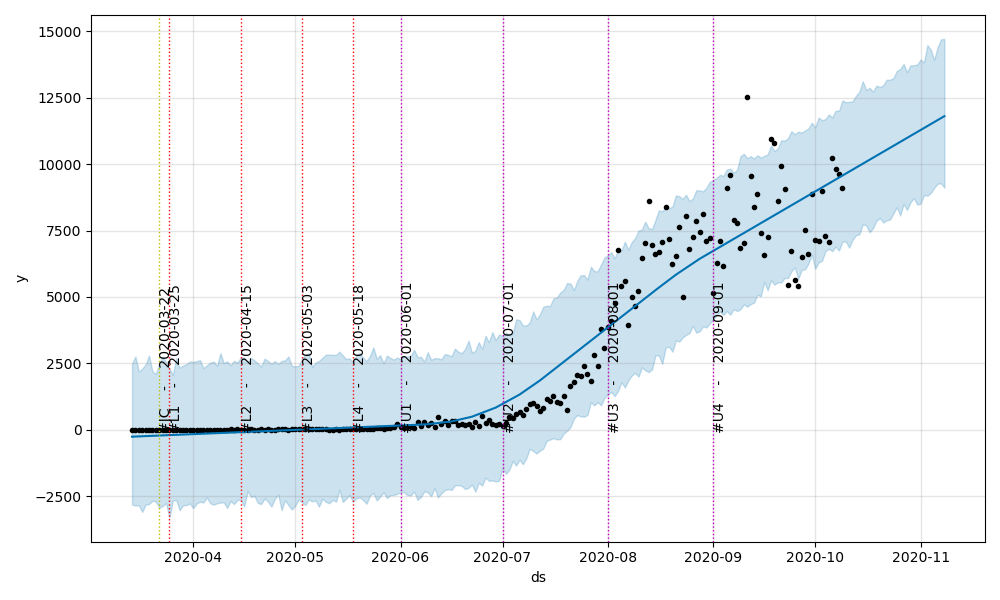 15000
12500
10000
7500
5000
2500
0
−2500
y
#JC - 2020-03-22
#L1 - 2020-03-25
#L2 - 2020-04-15
#L3 - 2020-05-03
#L4 - 2020-05-18
#U1 - 2020-06-01
#U2 - 2020-07-01
#U3 - 2020-08-01
#U4 - 2020-09-01
2020-04 2020-05 2020-06 2020-07 2020-08 2020-09 2020-10 2020-11
ds